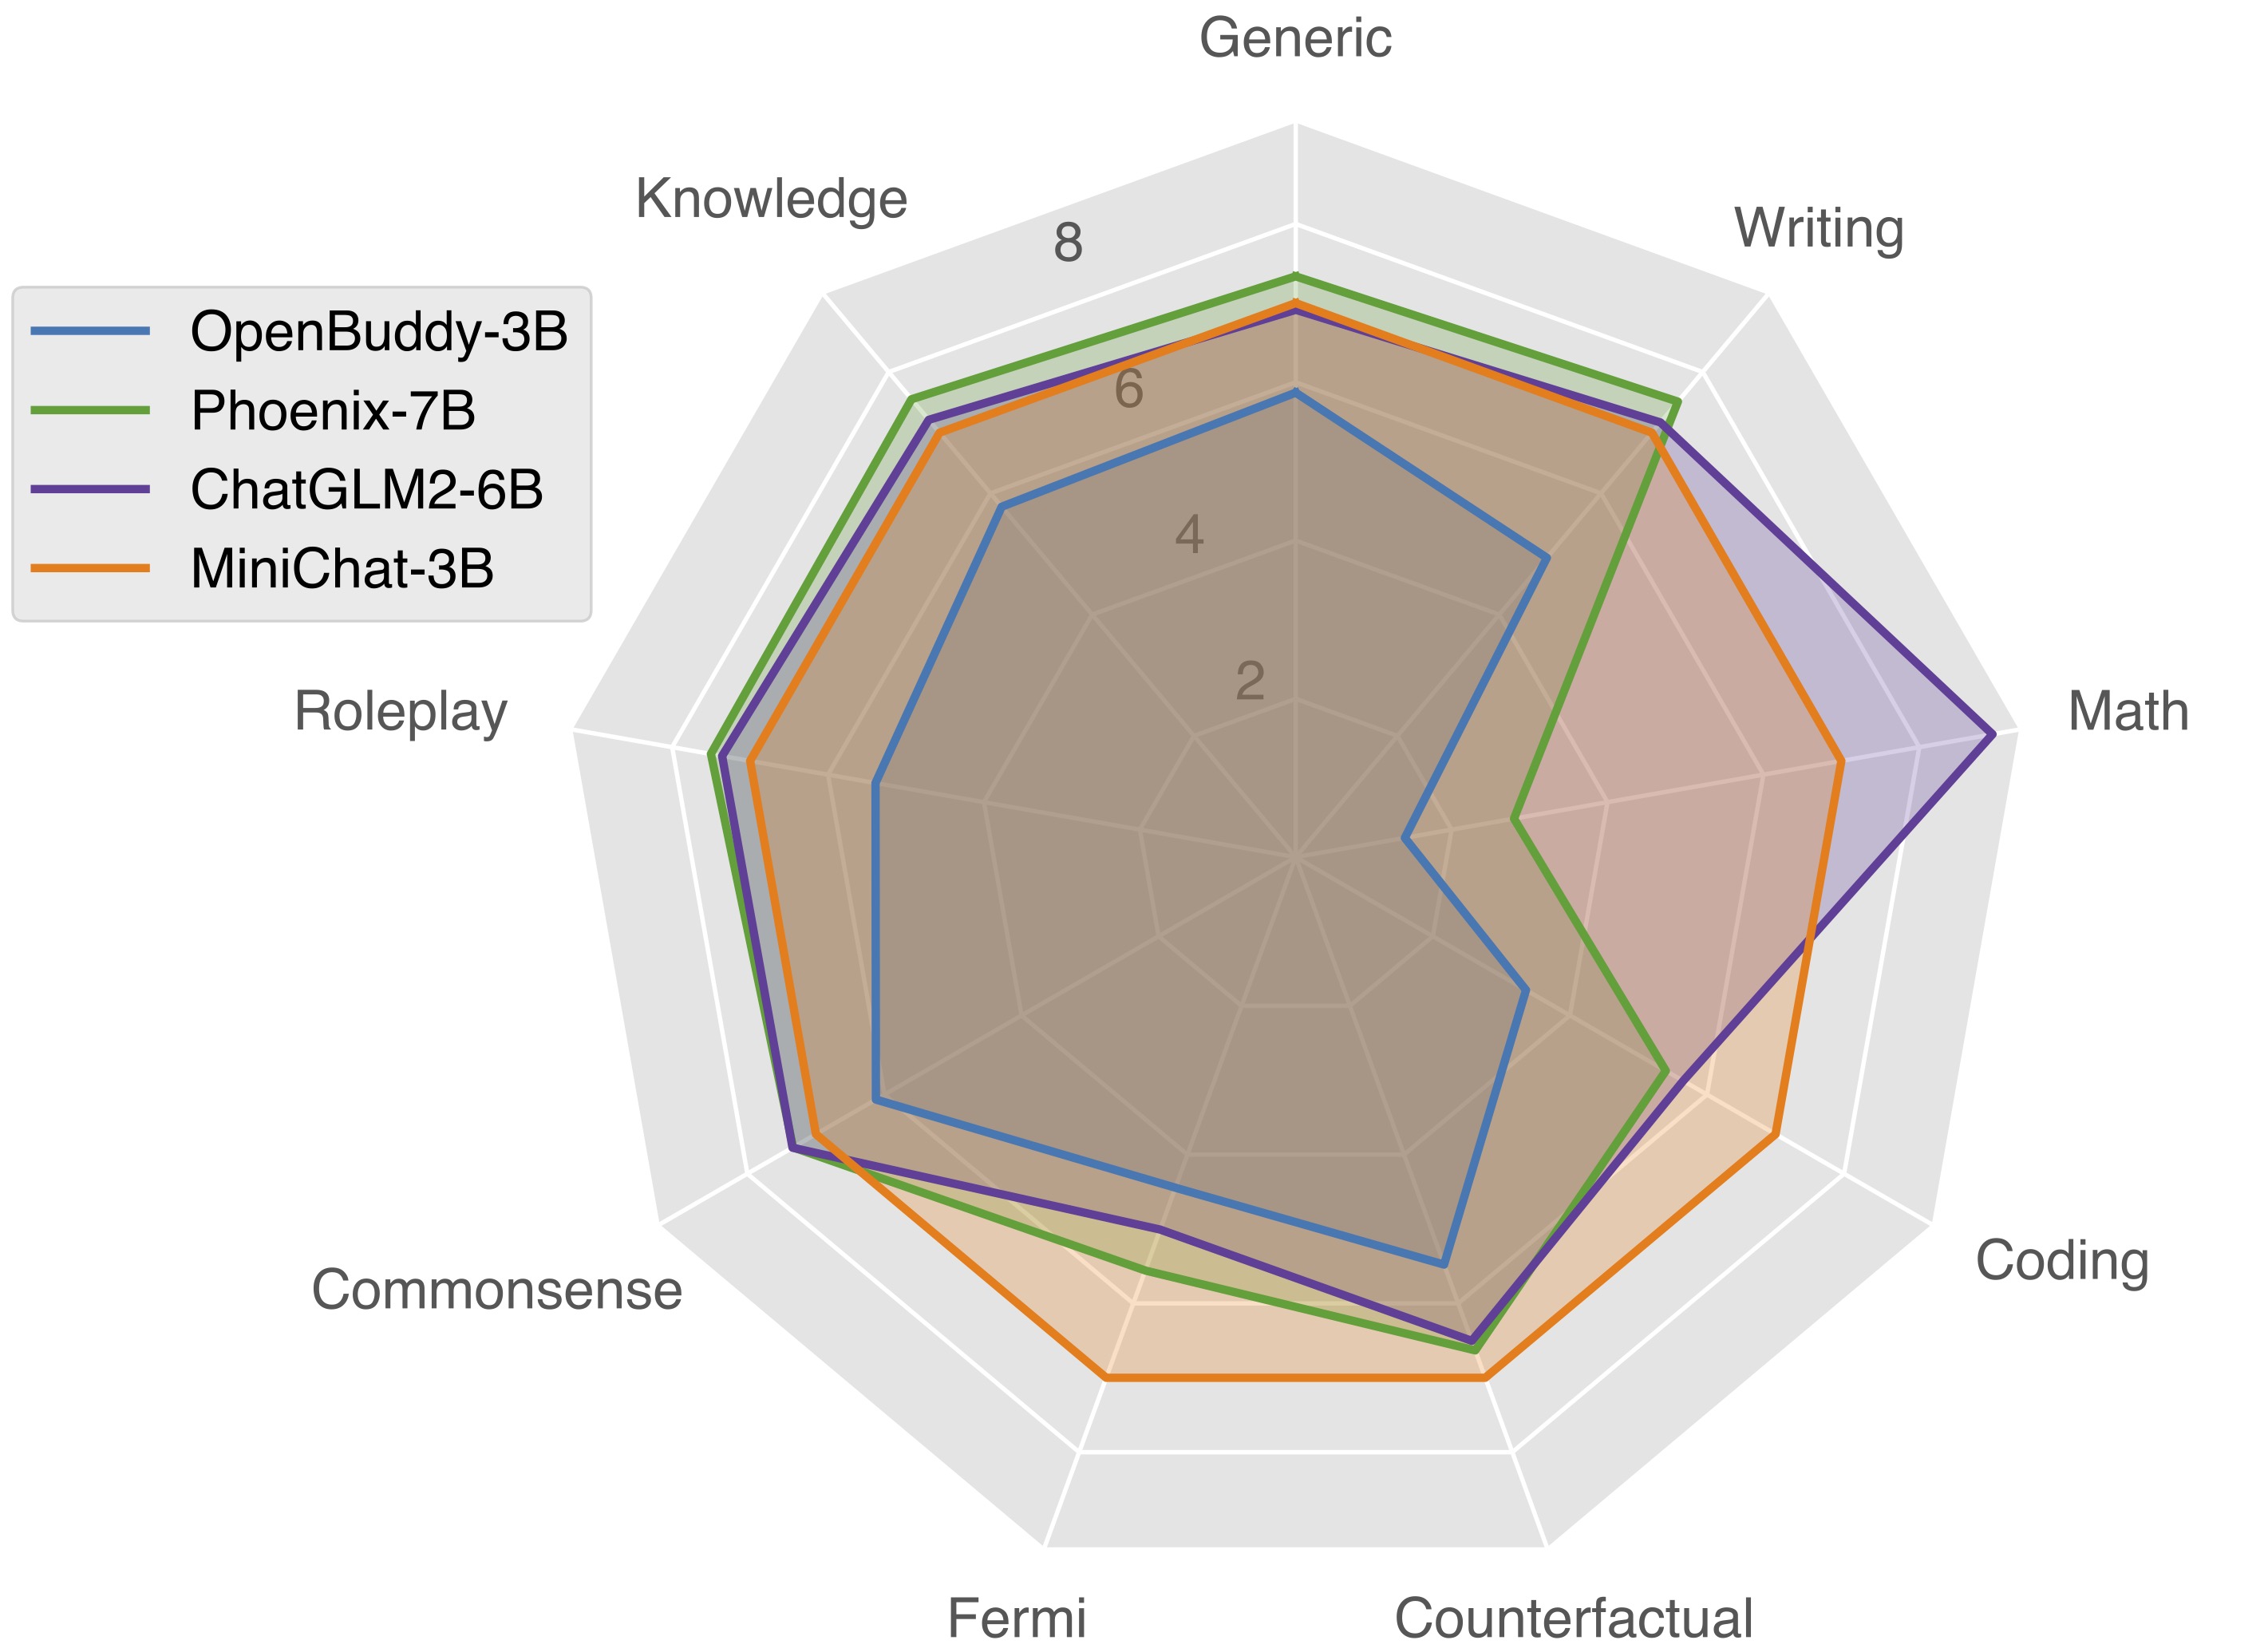 Generic
Writing
Knowledge
8
OpenBuddy-3B
Phoenix-7B
ChatGLM2-6B
MiniChat-3B
6
4
2
Roleplay
Math
Coding
Commonsense
Fermi
Counterfactual